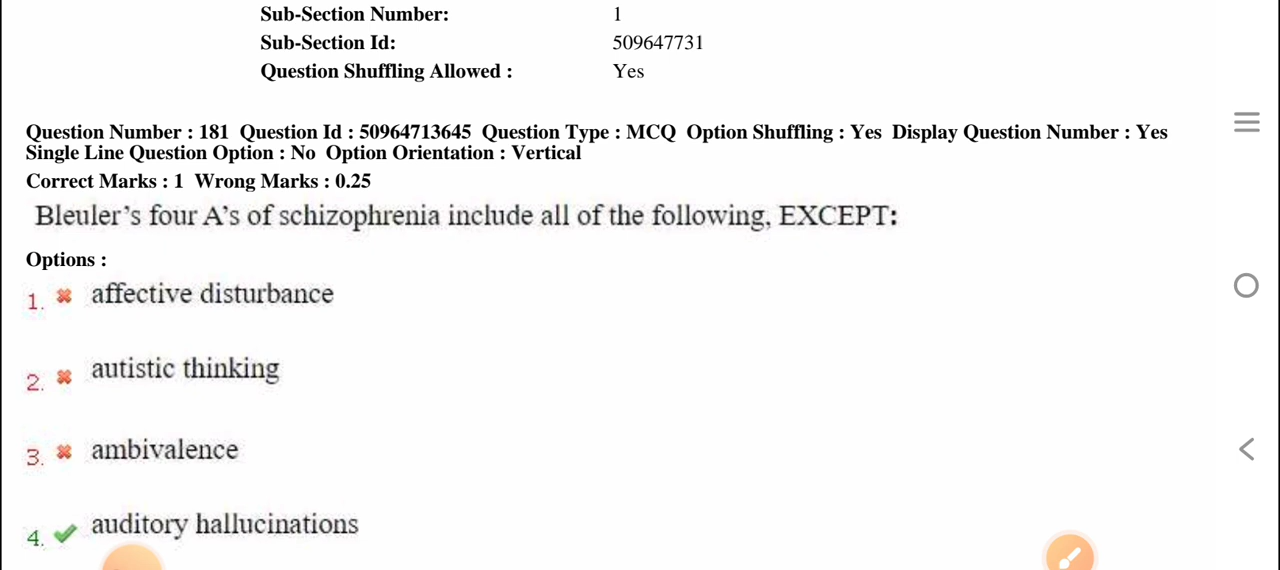 Sub-Section Number: 1
Sub-Section Id: 509647731
Question Shuffling Allowed : Yes
Question Number : 181 Question Id : 50964713645 Question Type : MCQ Option Shuffling : Yes Display Question Number : Yes
Single Line Question Option : No Option Orientation : Vertical
Correct Marks : 1 Wrong Marks : 0.25
Bleuler’s four A’s of schizophrenia include all of the following, EXCEPT:
Options :
1. affective disturbance
2. autistic thinking
3. ambivalence
4. auditory hallucinations